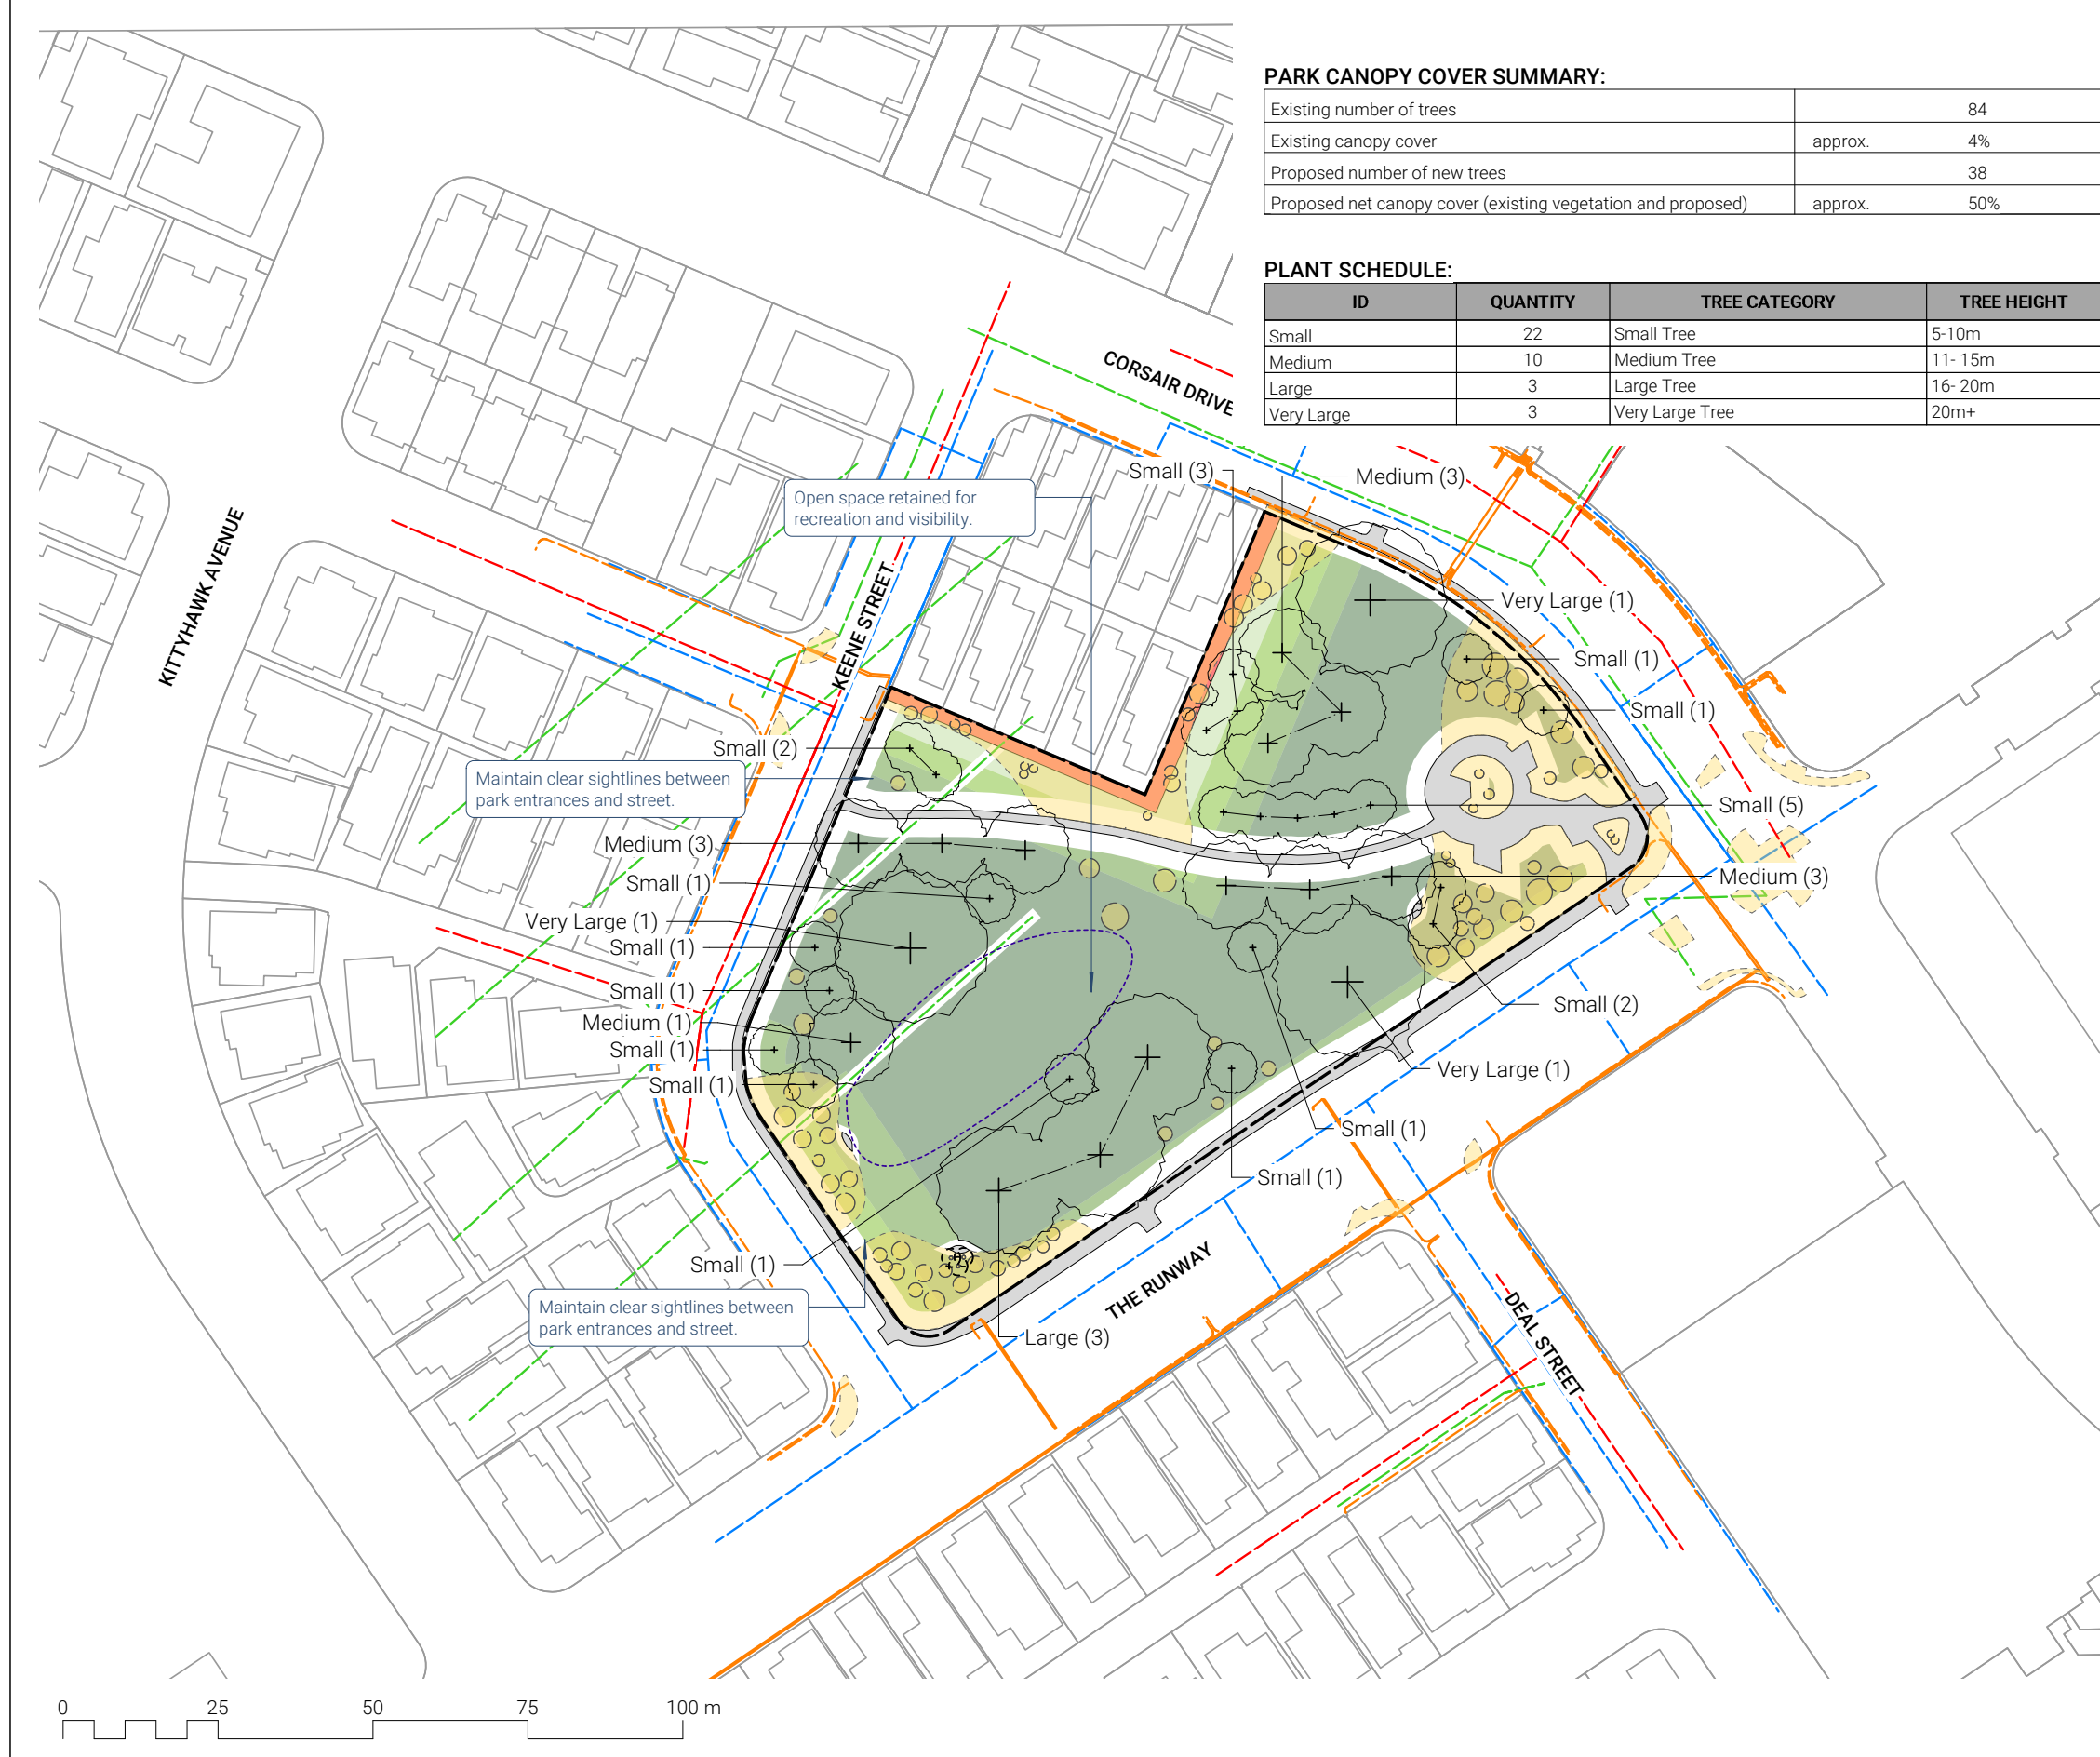 PARK CANOPY COVER SUMMARY:
Existing number of trees 84
Existing canopy cover approx. 4%
Proposed number of new trees 38
Proposed net canopy cover (existing vegetation and proposed) approx. 50%
PLANT SCHEDULE:
ID QUANTITY TREE CATEGORY TREE HEIGHT
Small 22 Small Tree 5-10m
Medium 10 Medium Tree 11- 15m
Large 3 Large Tree 16- 20m
Very Large 3 Very Large Tree 20m+
CORSAIR DRIVE
Small (3)
Medium (3)
Open space retained for
recreation and visibility.
KITTYHAWK AVENUE
KEENE STREET
Very Large (1)
Small (1)
Small (1)
Small (2)
Maintain clear sightlines between
park entrances and street.
Small (5)
Medium (3)
Small (1)
Medium (3)
Very Large (1)
Small (1)
Small (1)
Small (2)
Medium (1)
Small (1)
Very Large (1)
Small (1)
Small (1)
Small (1)
Small (1)
THE RUNWAY
Maintain clear sightlines between
park entrances and street.
Large (3)
DEAL STREET
0 25 50 75 100 m